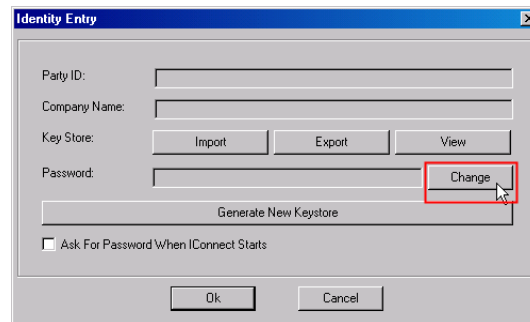 Identity Entry
Party ID:
Company Name:
Key Store: Import Export View
Password: Change
Generate New Keystore
Ask For Password When IConnect Starts
Ok Cancel